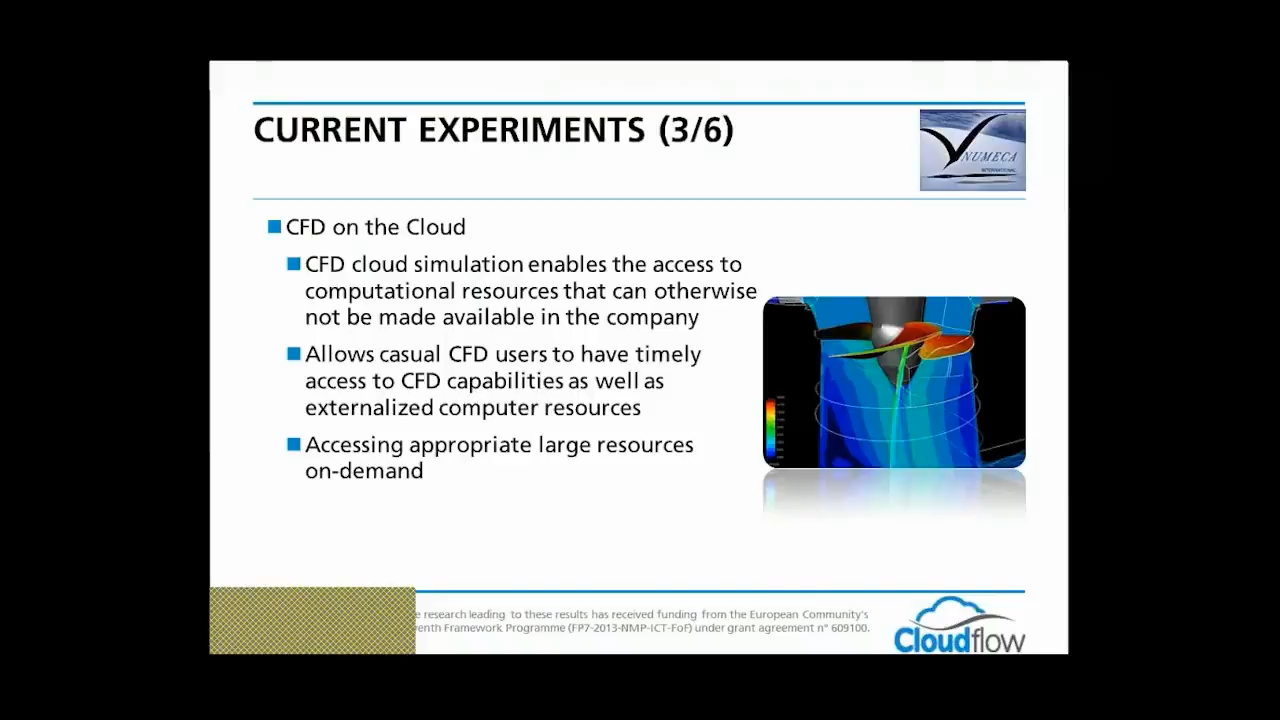 CURRENT EXPERIMENTS (3/6)
NUMECA
INTERNATIONAL
CFD on the Cloud
CFD cloud simulation enables the access to
computational resources that can otherwise
not be made available in the company
Allows casual CFD users to have timely
access to CFD capabilities as well as
externalized computer resources
Accessing appropriate large resources
on-demand
e research leading to these results has received funding from the European Community's
enth Framework Programme (FP7-2013-NMP-ICT-FoF) under grant agreement n° 609100.
Cloudflow